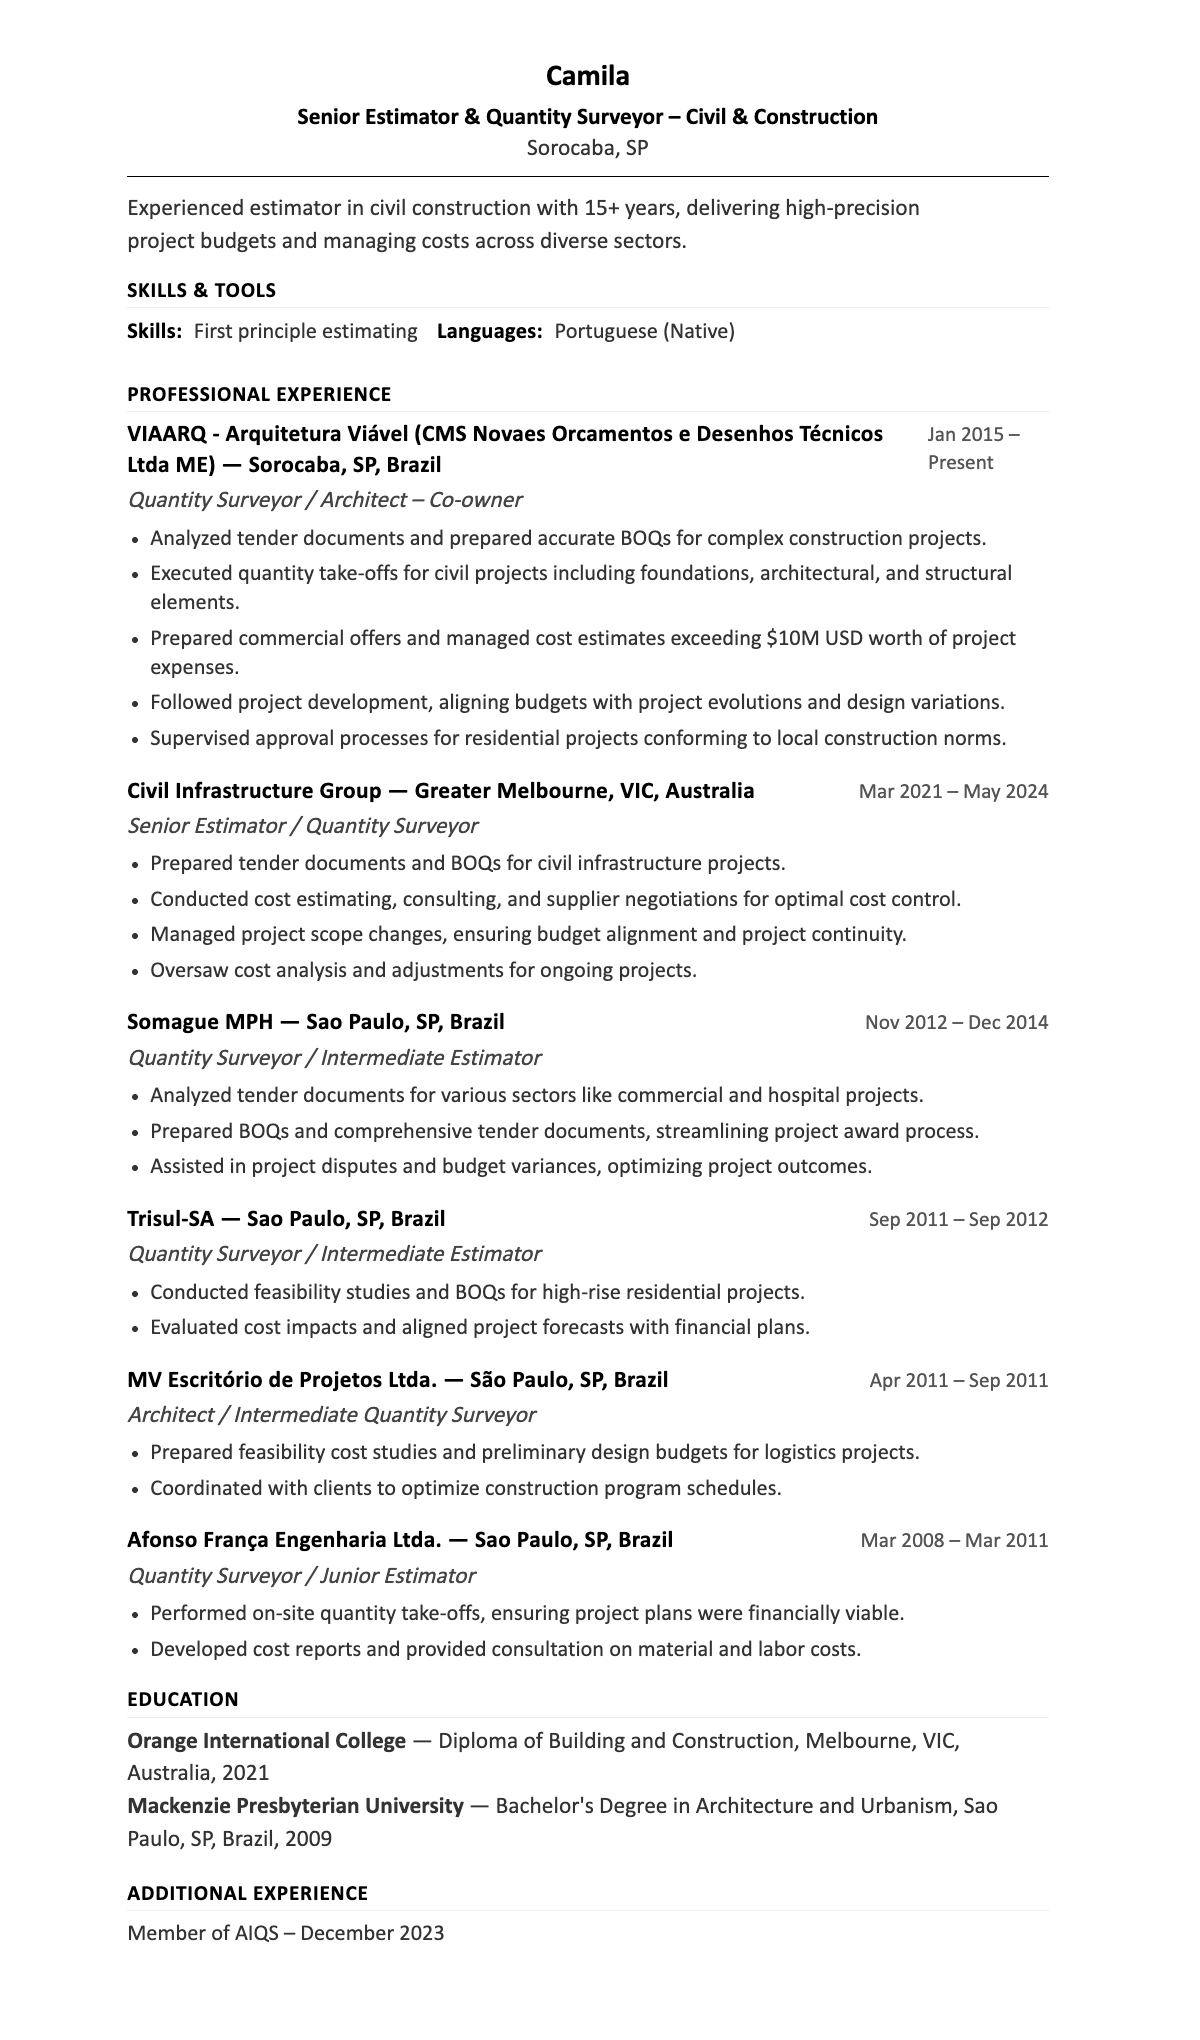 Camila
Senior Estimator & Quantity Surveyor – Civil & Construction
Sorocaba, SP
Experienced estimator in civil construction with 15+ years, delivering high-precision
project budgets and managing costs across diverse sectors.
SKILLS & TOOLS
Skills: First principle estimating Languages: Portuguese (Native)
PROFESSIONAL EXPERIENCE
VIAARQ - Arquitetura Viável (CMS Novaes Orcamentos e Desenhos Técnicos
Ltda ME) — Sorocaba, SP, Brazil
Jan 2015 –
Present
Quantity Surveyor / Architect – Co-owner
• Analyzed tender documents and prepared accurate BOQs for complex construction projects.
• Executed quantity take-offs for civil projects including foundations, architectural, and structural
elements.
• Prepared commercial offers and managed cost estimates exceeding $10M USD worth of project
expenses.
• Followed project development, aligning budgets with project evolutions and design variations.
• Supervised approval processes for residential projects conforming to local construction norms.
Civil Infrastructure Group — Greater Melbourne, VIC, Australia Mar 2021 – May 2024
Senior Estimator / Quantity Surveyor
• Prepared tender documents and BOQs for civil infrastructure projects.
• Conducted cost estimating, consulting, and supplier negotiations for optimal cost control.
• Managed project scope changes, ensuring budget alignment and project continuity.
• Oversaw cost analysis and adjustments for ongoing projects.
Somague MPH — Sao Paulo, SP, Brazil Nov 2012 – Dec 2014
Quantity Surveyor / Intermediate Estimator
• Analyzed tender documents for various sectors like commercial and hospital projects.
• Prepared BOQs and comprehensive tender documents, streamlining project award process.
• Assisted in project disputes and budget variances, optimizing project outcomes.
Trisul-SA — Sao Paulo, SP, Brazil Sep 2011 – Sep 2012
Quantity Surveyor / Intermediate Estimator
• Conducted feasibility studies and BOQs for high-rise residential projects.
• Evaluated cost impacts and aligned project forecasts with financial plans.
MV Escritório de Projetos Ltda. — São Paulo, SP, Brazil Apr 2011 – Sep 2011
Architect / Intermediate Quantity Surveyor
• Prepared feasibility cost studies and preliminary design budgets for logistics projects.
• Coordinated with clients to optimize construction program schedules.
Afonso França Engenharia Ltda. — Sao Paulo, SP, Brazil Mar 2008 – Mar 2011
Quantity Surveyor / Junior Estimator
• Performed on-site quantity take-offs, ensuring project plans were financially viable.
• Developed cost reports and provided consultation on material and labor costs.
EDUCATION
Orange International College — Diploma of Building and Construction, Melbourne, VIC,
Australia, 2021
Mackenzie Presbyterian University — Bachelor's Degree in Architecture and Urbanism, Sao
Paulo, SP, Brazil, 2009
ADDITIONAL EXPERIENCE
Member of AIQS – December 2023